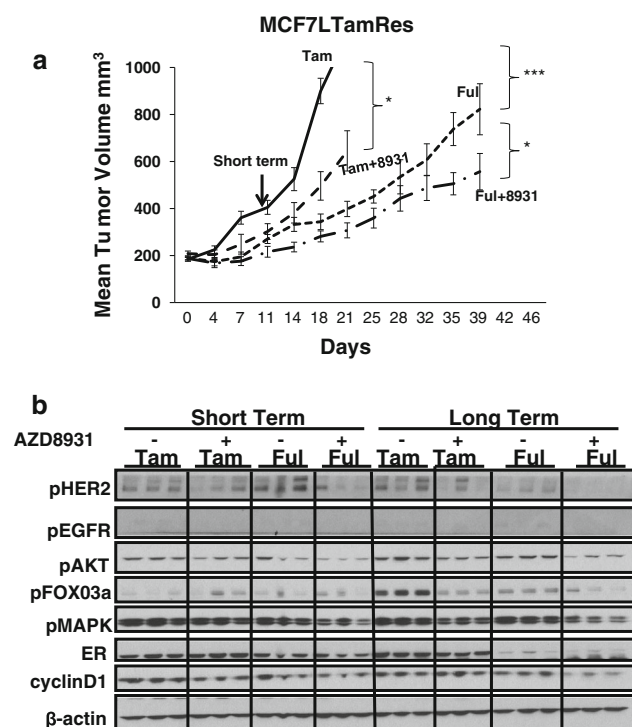 MCF7LTamRes
a
Mean Tumor Volume mm³
1000
800
600
400
200
0
Tam
Short term
Tam+8931
Ful
Ful+8931
*
***
*
0 4 7 11 14 18 21 25 28 32 35 39 42 46
Days
b
Short Term Long Term
AZD8931 - + - + - + - +
Tam Tam Ful Ful Tam Tam Ful Ful
pHER2
pEGFR
pAKT
pFOX03a
pMAPK
ER
cyclinD1
β-actin